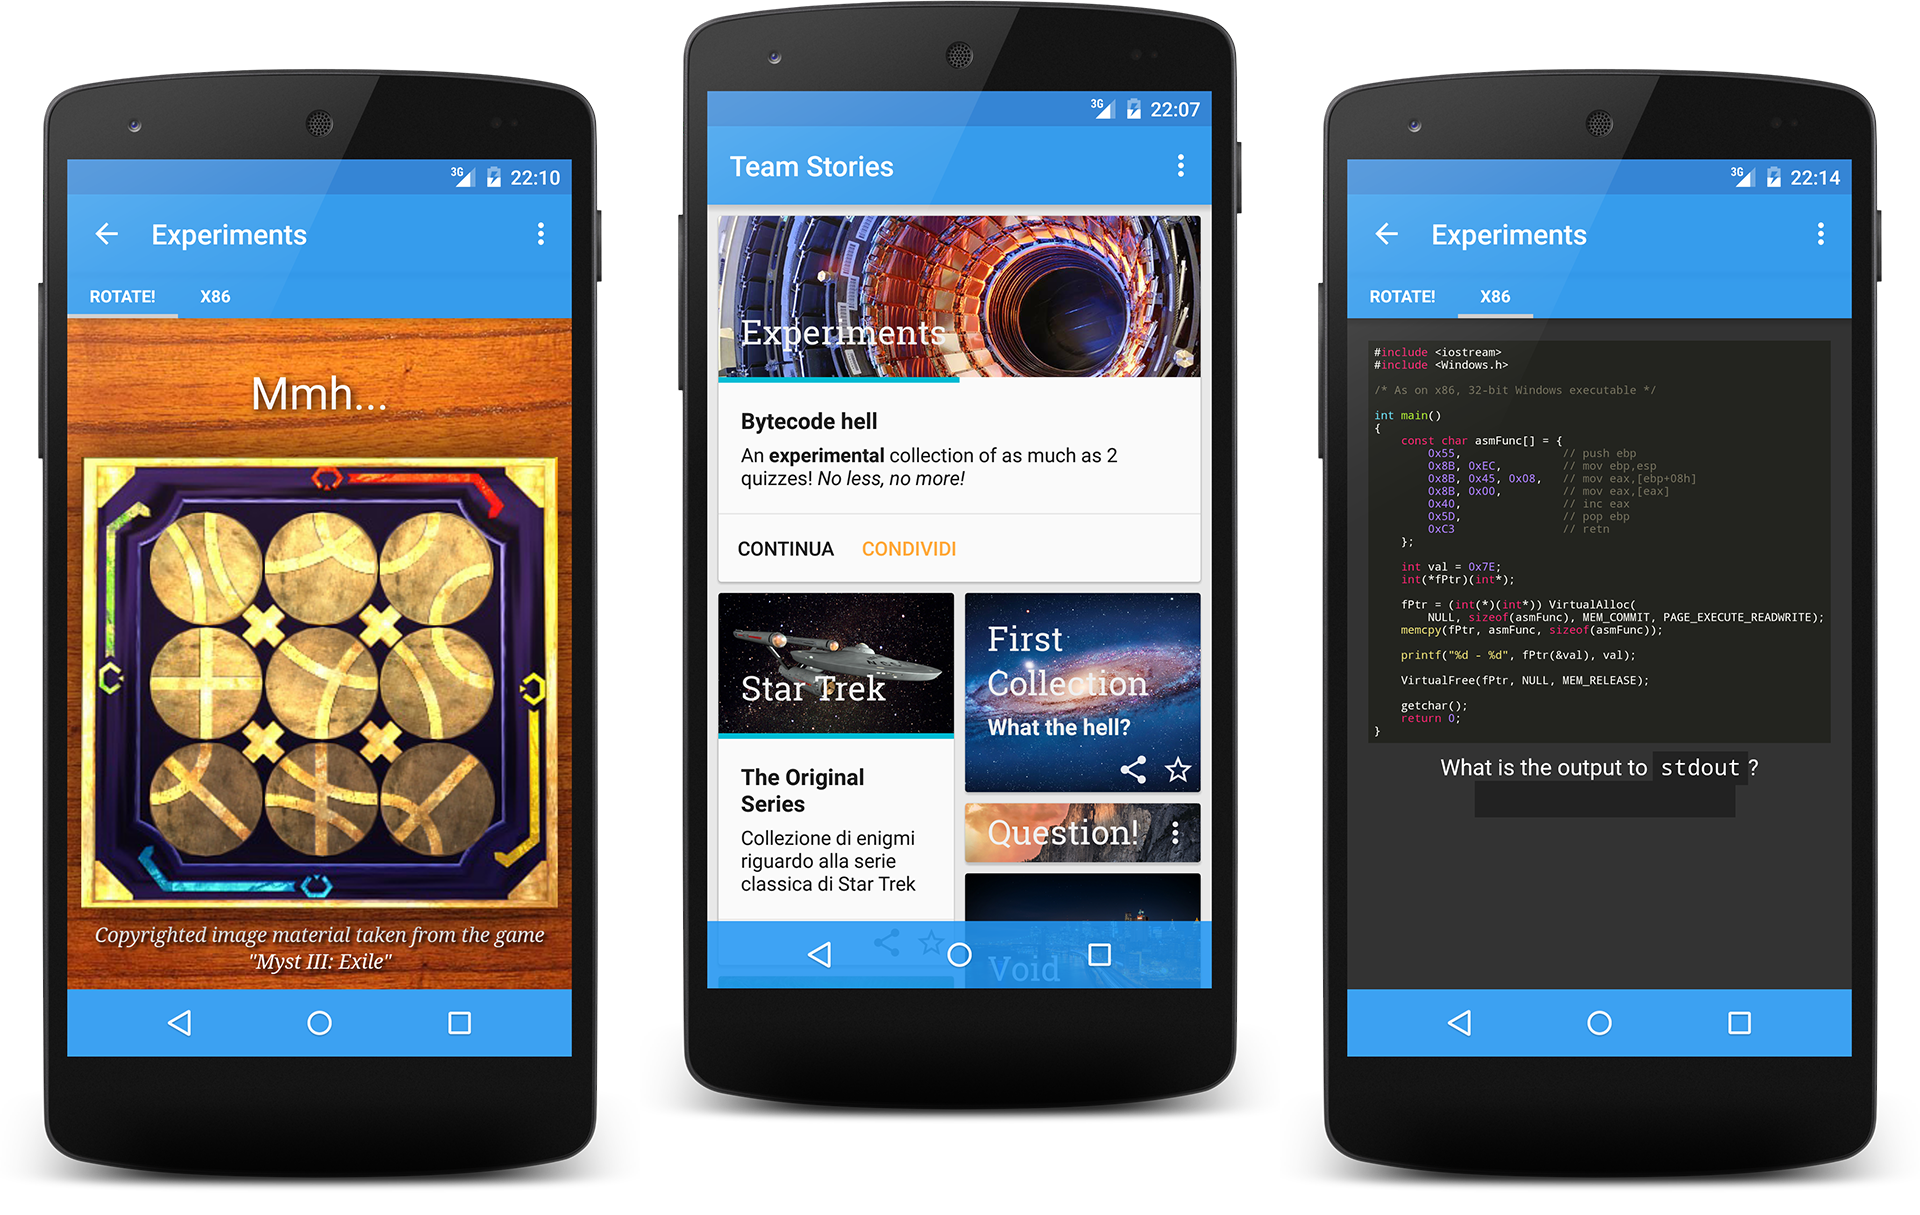 3G 22:10
Experiments
ROTATE! X86
Mmh...
Copyrighted image material taken from the game
"Myst III: Exile"
3G 22:07
Team Stories
Experiments
Bytecode hell
An experimental collection of as much as 2
quizzes! No less, no more!
CONTINUA CONDIVIDI
Star Trek
The Original
Series
Collezione di enigmi
riguardo alla serie
classica di Star Trek
First
Collection
What the hell?
Question!
Void
3G 22:14
Experiments
ROTATE! X86
#include <iostream>
#include <Windows.h>
/* As on x86, 32-bit Windows executable */
int main()
{
const char asmFunc[] = {
0x55, // push ebp
0x8B, 0xEC, // mov ebp,esp
0x8B, 0x45, 0x08, // mov eax,[ebp+08h]
0x8B, 0x00, // mov eax,[eax]
0x40, // inc eax
0x5D, // pop ebp
0xC3 // retn
};
int val = 0x7E;
int(*fPtr)(int*);
fPtr = (int(*)(int*)) VirtualAlloc(
NULL, sizeof(asmFunc), MEM_COMMIT, PAGE_EXECUTE_READWRITE);
memcpy(fPtr, asmFunc, sizeof(asmFunc));
printf("%d - %d", fPtr(&val), val);
VirtualFree(fPtr, NULL, MEM_RELEASE);
getchar();
return 0;
}
What is the output to stdout ?